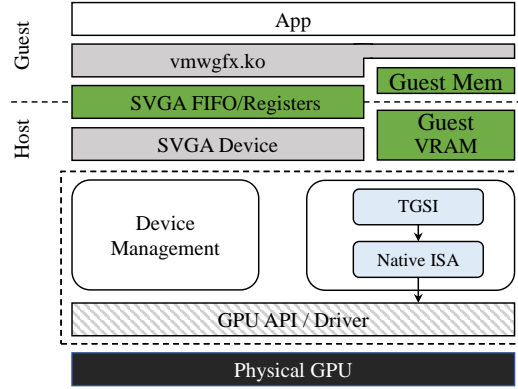 App
Guest
vmwgfx.ko
Guest Mem
SVGA FIFO/Registers
Host
Guest
VRAM
SVGA Device
Device
Management
TGSI
Native ISA
GPU API / Driver
Physical GPU